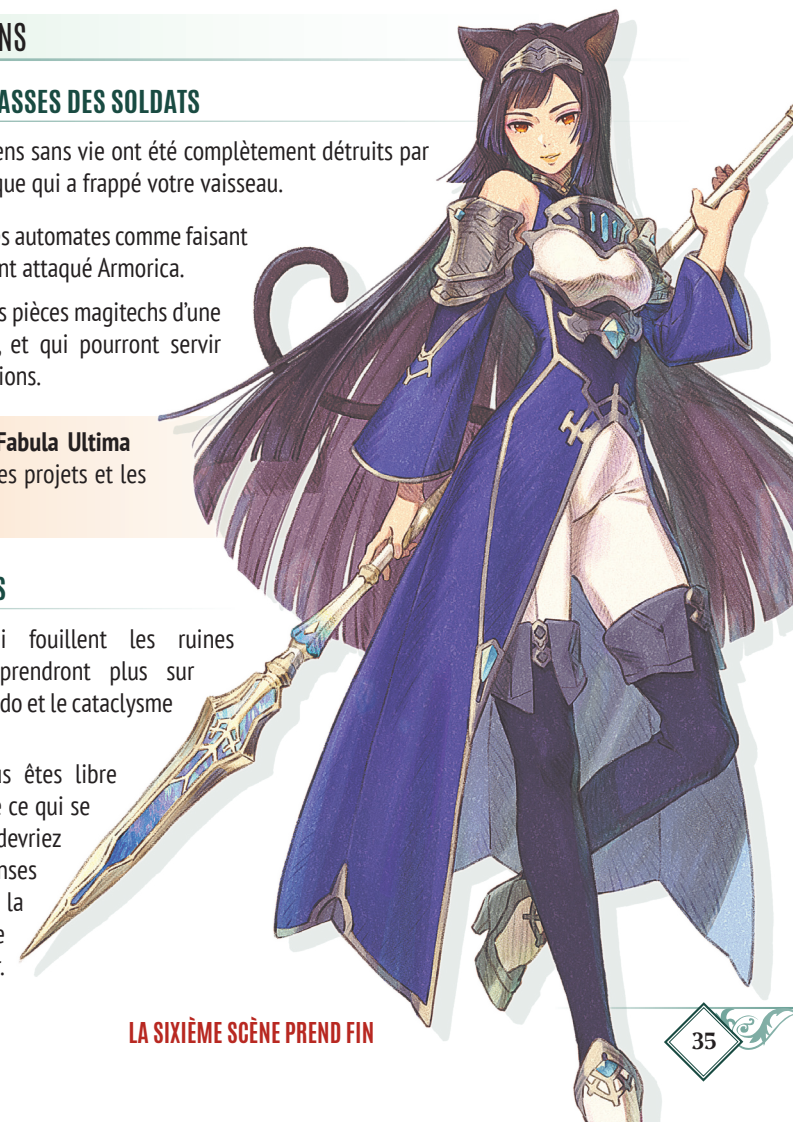 NS
ASSES DES SOLDATS
ens sans vie ont été complètement détruits par
que qui a frappé votre vaisseau.
es automates comme faisant
nt attaqué Armorica.
s pièces magitechs d’une
, et qui pourront servir
ions.
Fabula Ultima
es projets et les
S
i fouillent les ruines
prendront plus sur
do et le cataclysme
us êtes libre
e ce qui se
devriez
nses
la
e
r.
LA SIXIÈME SCÈNE PREND FIN
35